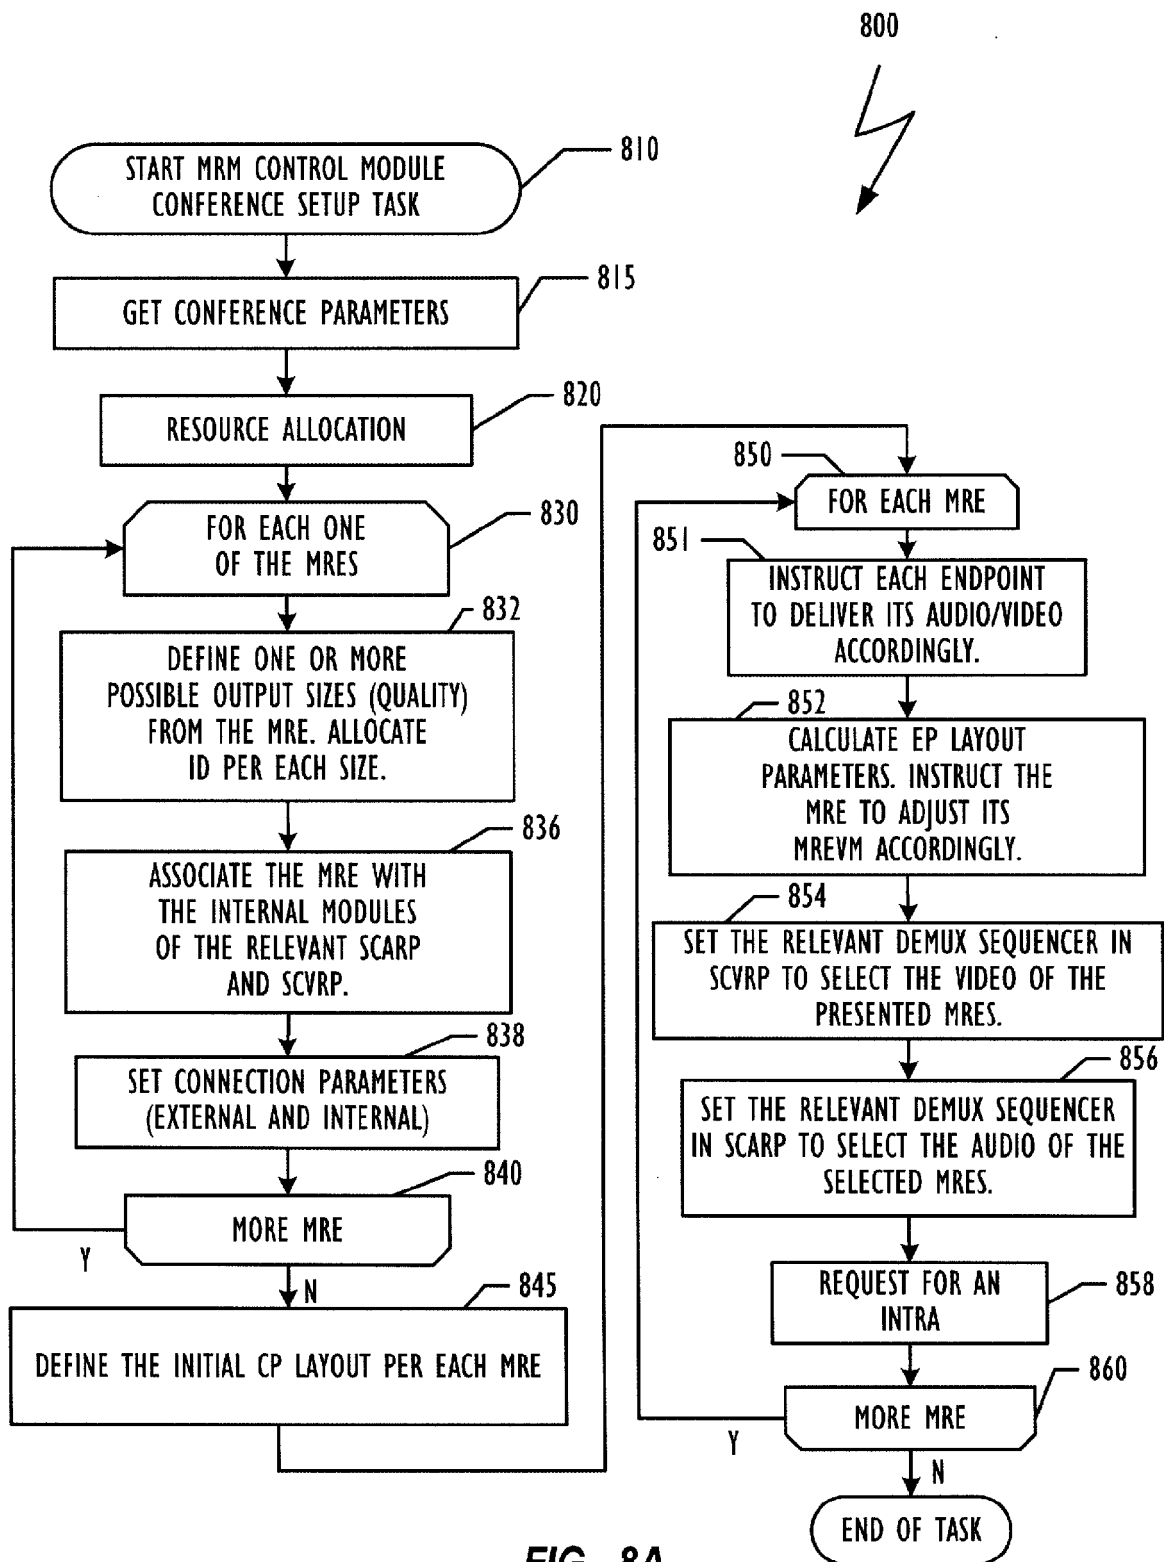 800
START MRM CONTROL MODULE
CONFERENCE SETUP TASK
810
GET CONFERENCE PARAMETERS
815
RESOURCE ALLOCATION
820
FOR EACH ONE
OF THE MRES
830
832
DEFINE ONE OR MORE
POSSIBLE OUTPUT SIZES (QUALITY)
FROM THE MRE. ALLOCATE
ID PER EACH SIZE.
836
ASSOCIATE THE MRE WITH
THE INTERNAL MODULES
OF THE RELEVANT SCARP
AND SCVRP.
838
SET CONNECTION PARAMETERS
(EXTERNAL AND INTERNAL)
840
MORE MRE
Y
N
845
DEFINE THE INITIAL CP LAYOUT PER EACH MRE
850
FOR EACH MRE
851
INSTRUCT EACH ENDPOINT
TO DELIVER ITS AUDIO/VIDEO
ACCORDINGLY.
852
CALCULATE EP LAYOUT
PARAMETERS. INSTRUCT THE
MRE TO ADJUST ITS
MREVM ACCORDINGLY.
854
SET THE RELEVANT DEMUX SEQUENCER IN
SCVRP TO SELECT THE VIDEO OF THE
PRESENTED MRES.
856
SET THE RELEVANT DEMUX SEQUENCER
IN SCARP TO SELECT THE AUDIO OF THE
SELECTED MRES.
REQUEST FOR AN
INTRA
858
860
MORE MRE
Y
N
END OF TASK
FIG. 8A